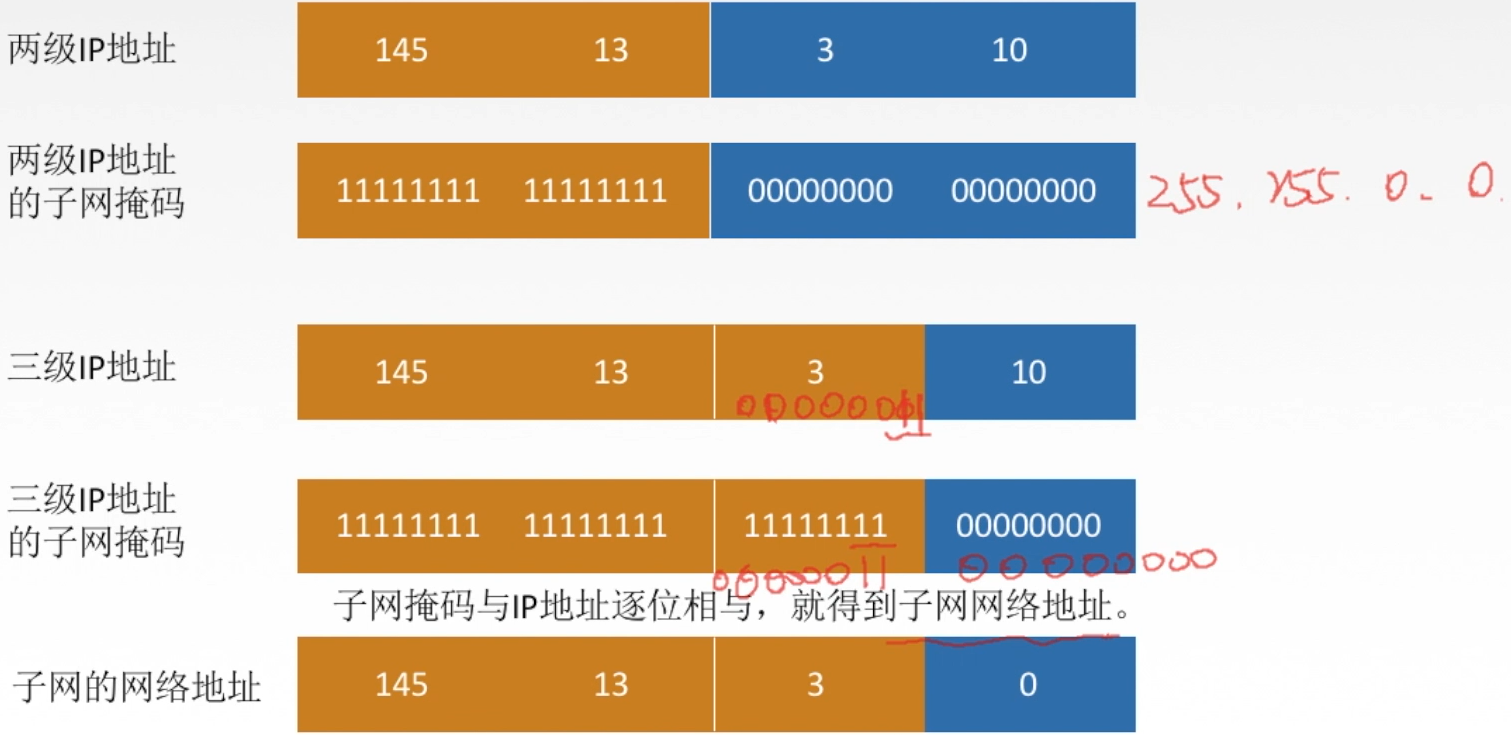 两级IP地址 145 13 3 10
两级IP地址
的子网掩码 11111111 11111111 00000000 00000000 255.255.0.0.
三级IP地址 145 13 3 10
00000011
三级IP地址
的子网掩码 11111111 11111111 11111111 00000000
00000011 00000000
子网掩码与IP地址逐位相与，就得到子网网络地址。
子网的网络地址 145 13 3 0